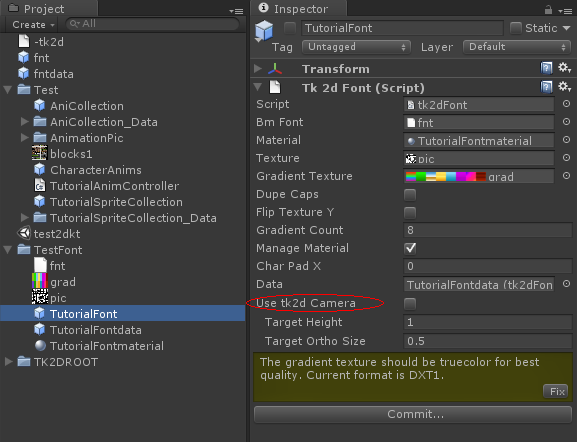 Project
Create
All
-tk2d
fnt
fntdata
Test
AniCollection
AniCollection_Data
AnimationPic
blocks1
CharacterAnims
TutorialAnimController
TutorialSpriteCollection
TutorialSpriteCollection_Data
test2dkt
TestFont
fnt
grad
pic
TutorialFont
TutorialFontdata
TutorialFontmaterial
TK2DROOT
Inspector
TutorialFont Static
Tag Untagged Layer Default
Transform
Tk 2d Font (Script)
Script tk2dFont
Bm Font fnt
Material TutorialFontmaterial
Texture pic
Gradient Texture grad
Dupe Caps
Flip Texture Y
Gradient Count 8
Manage Material
Char Pad X 0
Data TutorialFontdata (tk2dFon
Use tk2d Camera
Target Height 1
Target Ortho Size 0.5
The gradient texture should be truecolor for best
quality. Current format is DXT1.
Fix
Commit...